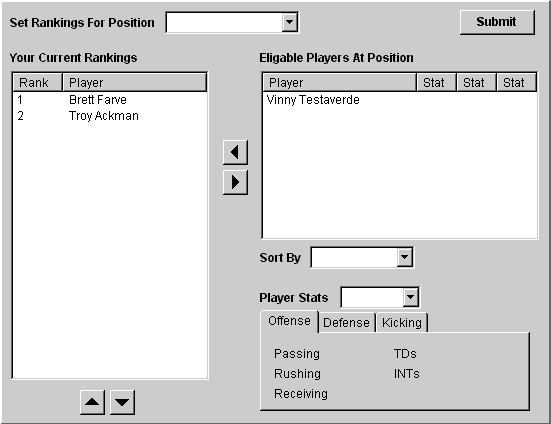 Set Rankings For Position
Submit
Your Current Rankings
Rank Player
1 Brett Farve
2 Troy Ackman
Eligable Players At Position
Player Stat Stat Stat
Vinny Testaverde
Sort By
Player Stats
Offense Defense Kicking
Passing TDs
Rushing INTs
Receiving